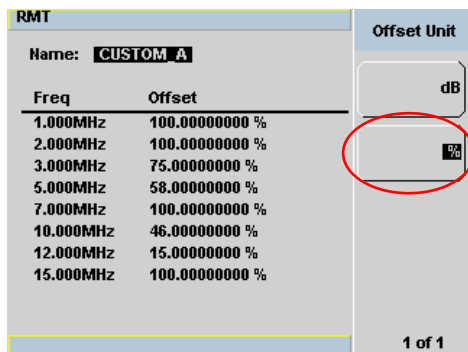 RMT
Name: CUSTOM_A
Freq Offset
1.000MHz 100.00000000 %
2.000MHz 100.00000000 %
3.000MHz 75.00000000 %
5.000MHz 58.00000000 %
7.000MHz 100.00000000 %
10.000MHz 46.00000000 %
12.000MHz 15.00000000 %
15.000MHz 100.00000000 %
Offset Unit
dB
%
1 of 1